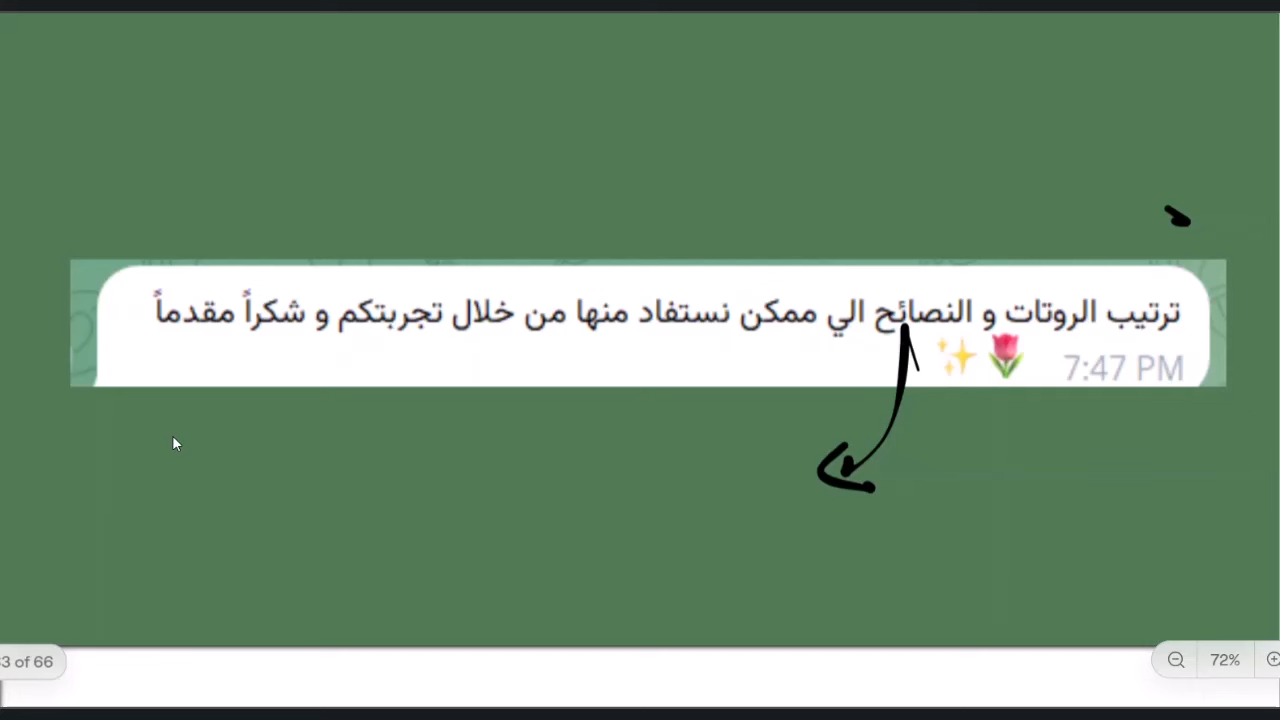 ترتيب الروتات و النصائح الي ممكن نستفاد منها من خلال تجربتكم و شكراً مقدماً
🌷✨ 7:47 PM
3 of 66
72%